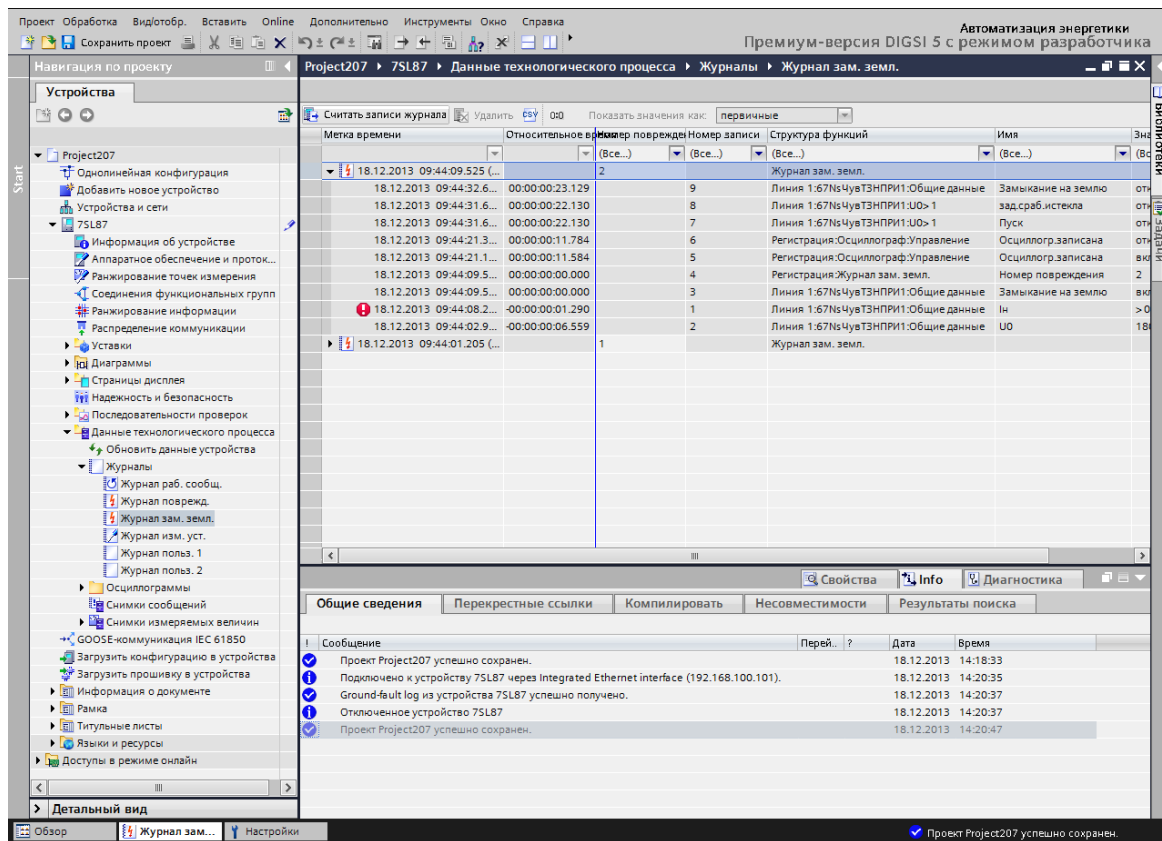 Проект Обработка Вид/отобр. Вставить Online Дополнительно Инструменты Окно Справка
Автоматизация энергетики
Сохранить проект
Премиум-версия DIGSI 5 с режимом разработчика
Навигация по проекту
Project207 7SL87 Данные технологического процесса Журналы Журнал зам. земл.
Start
Устройства
Project207
Однолинейная конфигурация
Добавить новое устройство
Устройства и сети
7SL87
Информация об устройстве
Аппаратное обеспечение и проток...
Ранжирование точек измерения
Соединения функциональных групп
Ранжирование информации
Распределение коммуникации
Уставки
Диаграммы
Страницы дисплея
Надежность и безопасность
Последовательности проверок
Данные технологического процесса
Обновить данные устройства
Журналы
Журнал раб. сообщ.
Журнал поврежд.
Журнал зам. земл.
Журнал изм. уст.
Журнал польз. 1
Журнал польз. 2
Осциллограммы
Снимки сообщений
Снимки измеряемых величин
GOOSE-коммуникация IEC 61850
Загрузить конфигурацию в устройства
Загрузить прошивку в устройства
Информация о документе
Рамка
Титульные листы
Языки и ресурсы
Доступы в режиме онлайн
Детальный вид
Считать записи журнала Удалить CSV 0:0 Показать значения как: первичные
Метка времени Относительное вр Номер поврежде Номер записи Структура функций Имя Зна
(Все...) (Все...) (Все...) (Все...) (Вс
18.12.2013 09:44:09.525 (... 2 Журнал зам. земл.
18.12.2013 09:44:32.6... 00:00:00:23.129 9 Линия 1:67NsЧувТЗНПРИ1:Общие данные Замыкание на землю отк
18.12.2013 09:44:31.6... 00:00:00:22.130 8 Линия 1:67NsЧувТЗНПРИ1:U0> 1 зад.сраб.истекла отк
18.12.2013 09:44:31.6... 00:00:00:22.130 7 Линия 1:67NsЧувТЗНПРИ1:U0> 1 Пуск отк
18.12.2013 09:44:21.3... 00:00:00:11.784 6 Регистрация:Осциллограф:Управление Осциллогр.записана отк
18.12.2013 09:44:21.1... 00:00:00:11.584 5 Регистрация:Осциллограф:Управление Осциллогр.записана вкл
18.12.2013 09:44:09.5... 00:00:00:00.000 4 Регистрация:Журнал зам. земл. Номер повреждения 2
18.12.2013 09:44:09.5... 00:00:00:00.000 3 Линия 1:67NsЧувТЗНПРИ1:Общие данные Замыкание на землю вкл
18.12.2013 09:44:08.2... -00:00:00:01.290 1 Линия 1:67NsЧувТЗНПРИ1:Общие данные Iн > 0
18.12.2013 09:44:02.9... -00:00:00:06.559 2 Линия 1:67NsЧувТЗНПРИ1:Общие данные U0 180
18.12.2013 09:44:01.205 (... 1 Журнал зам. земл.
Библиотеки
Задачи
Свойства Info Диагностика
Общие сведения Перекрестные ссылки Компилировать Несовместимости Результаты поиска
! Сообщение Перей.. ? Дата Время
Проект Project207 успешно сохранен. 18.12.2013 14:18:33
Подключено к устройству 7SL87 через Integrated Ethernet interface (192.168.100.101). 18.12.2013 14:20:35
Ground-fault log из устройства 7SL87 успешно получено. 18.12.2013 14:20:37
Отключенное устройство 7SL87 18.12.2013 14:20:37
Проект Project207 успешно сохранен. 18.12.2013 14:20:47
Обзор Журнал зам... Настройки
Проект Project207 успешно сохранен.